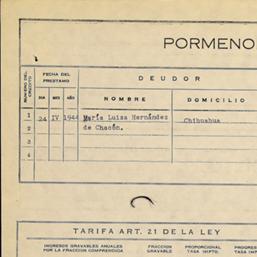 PORMENO
NUMERO DEL CREDITO
FECHA DEL PRESTAMO
DEUDOR
DIA MES AÑO
NOMBRE
DOMICILIO
1 24 IV 1944 María Luisa Hernández Chihuahua
2 de Chacón.
3
4
TARIFA ART. 21 DE LA LEY
INGRESOS GRAVABLES ANUALES POR LA FRACCION COMPRENDIDA
FRACCION GRAVABLE
PROPORCIONAL IMPTO.
PROGRES